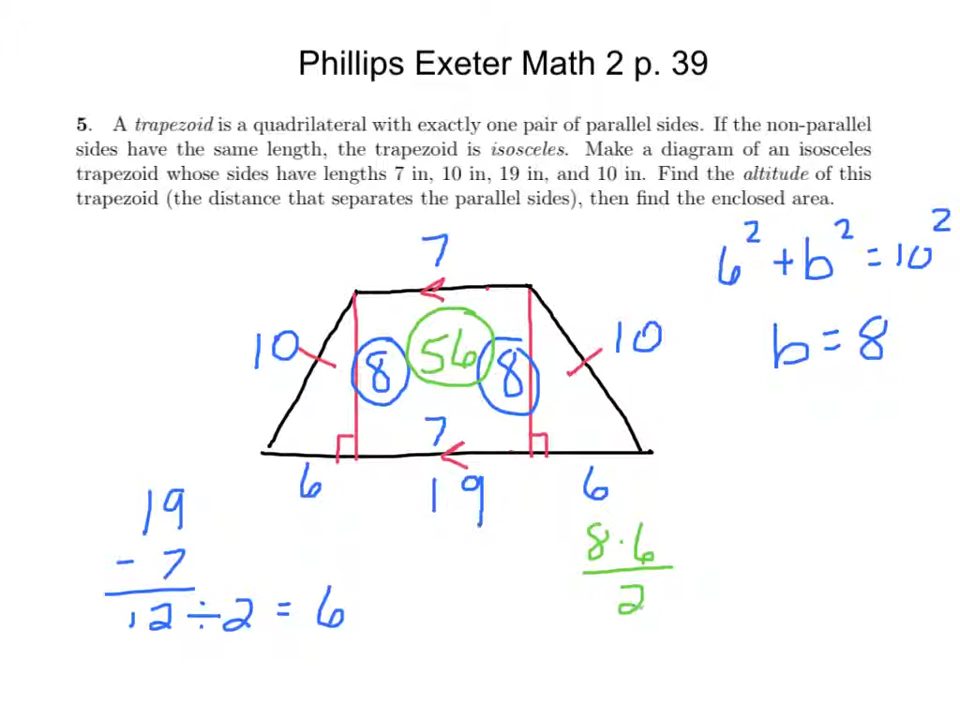 Phillips Exeter Math 2 p. 39
5. A trapezoid is a quadrilateral with exactly one pair of parallel sides. If the non-parallel
sides have the same length, the trapezoid is isosceles. Make a diagram of an isosceles
trapezoid whose sides have lengths 7 in, 10 in, 19 in, and 10 in. Find the altitude of this
trapezoid (the distance that separates the parallel sides), then find the enclosed area.
6² + b² = 10²
b = 8
7
10
8
56
8
10
7
6
19
6
19
- 7
12 ÷ 2 = 6
8 · 6
2